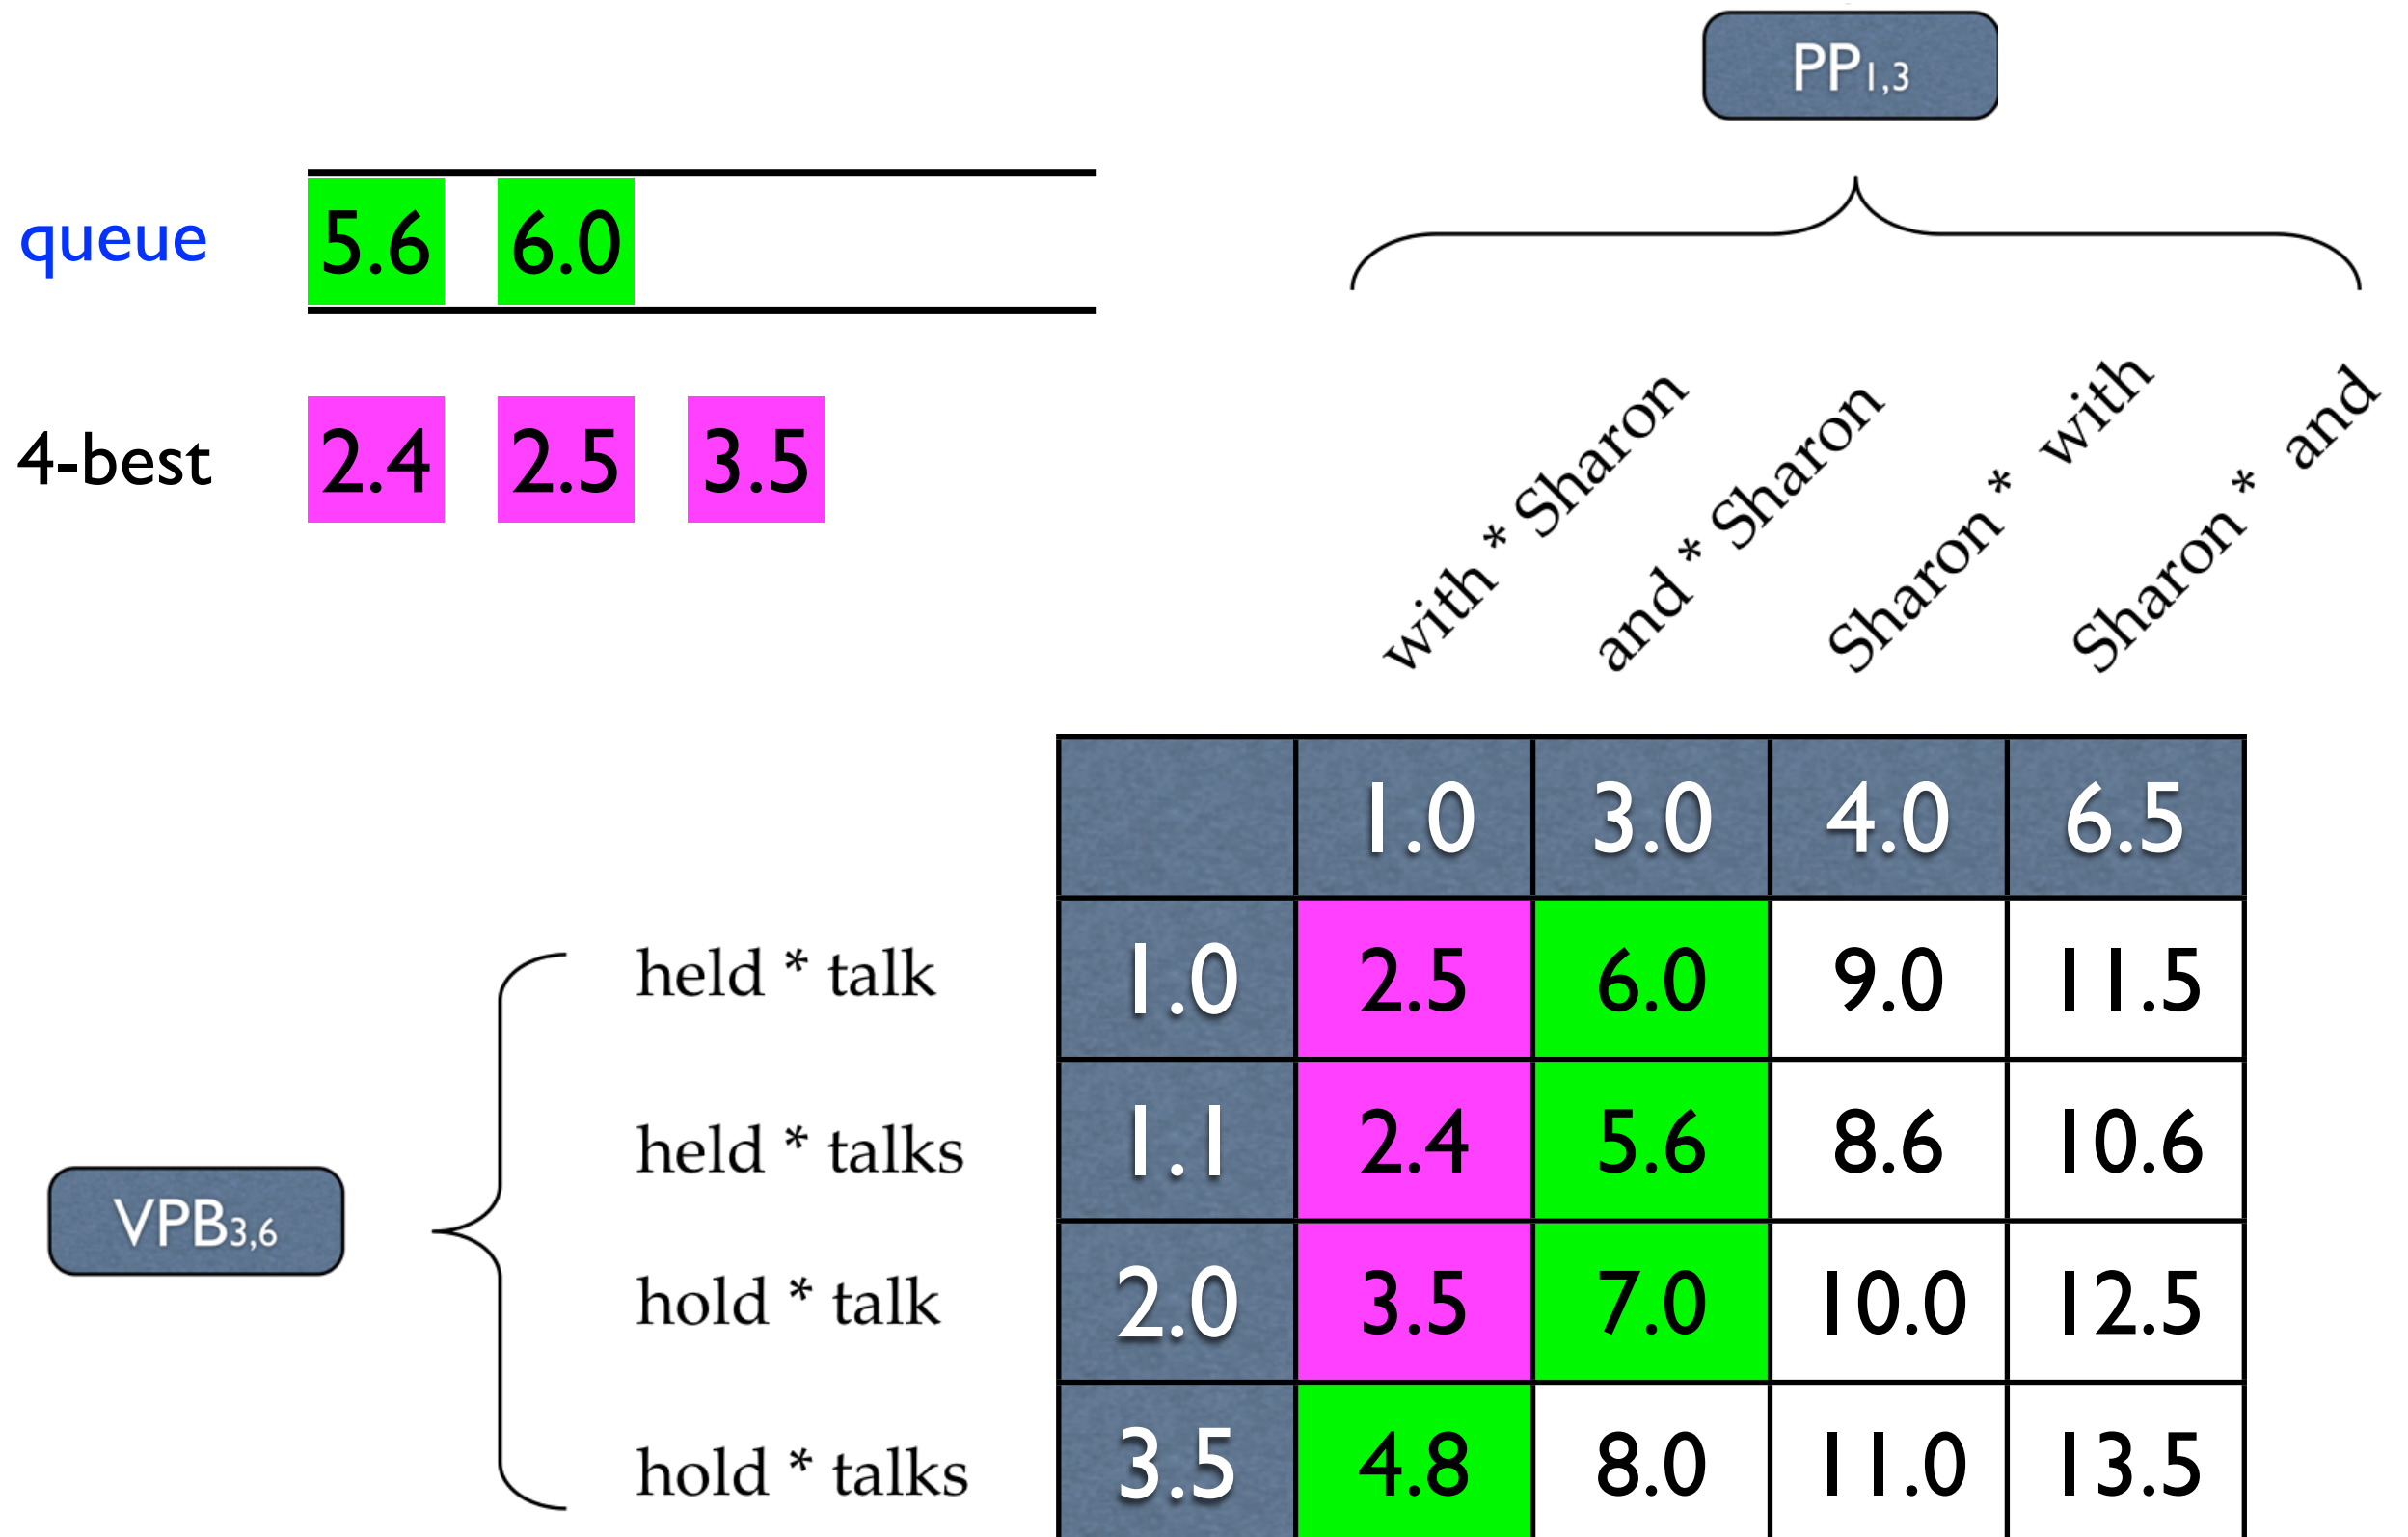 PP1,3
queue 5.6 6.0
4-best 2.4 2.5 3.5
with * Sharon
and * Sharon
Sharon * with
Sharon * and
1.0 3.0 4.0 6.5
held * talk 1.0 2.5 6.0 9.0 11.5
held * talks 1.1 2.4 5.6 8.6 10.6
VPB3,6
hold * talk 2.0 3.5 7.0 10.0 12.5
hold * talks 3.5 4.8 8.0 11.0 13.5